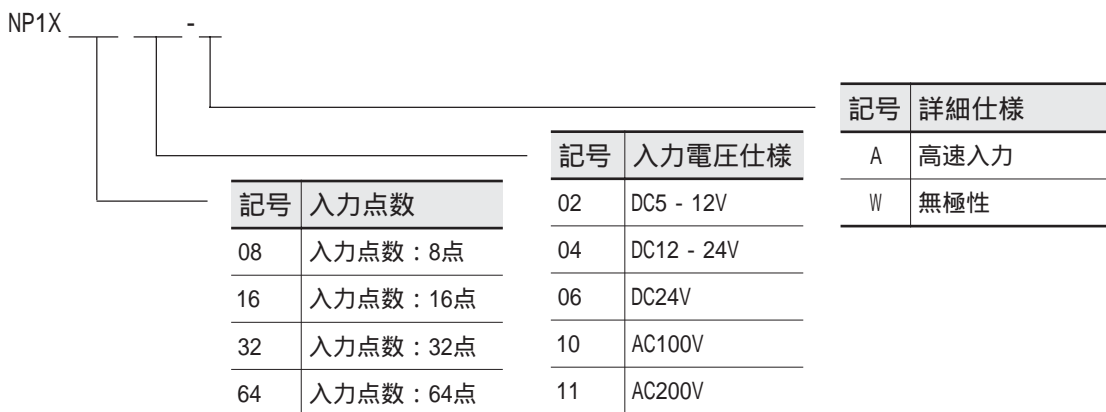 NP1X ____ ___ - __
記号 入力点数
08 入力点数：8点
16 入力点数：16点
32 入力点数：32点
64 入力点数：64点
記号 入力電圧仕様
02 DC5 - 12V
04 DC12 - 24V
06 DC24V
10 AC100V
11 AC200V
記号 詳細仕様
A 高速入力
W 無極性